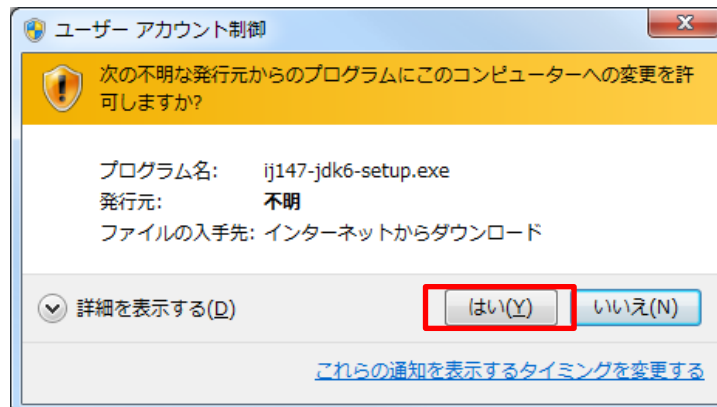 ユーザー アカウント制御
次の不明な発行元からのプログラムにこのコンピューターへの変更を許
可しますか?
プログラム名: ij147-jdk6-setup.exe
発行元: 不明
ファイルの入手先: インターネットからダウンロード
詳細を表示する(D) はい(Y) いいえ(N)
これらの通知を表示するタイミングを変更する